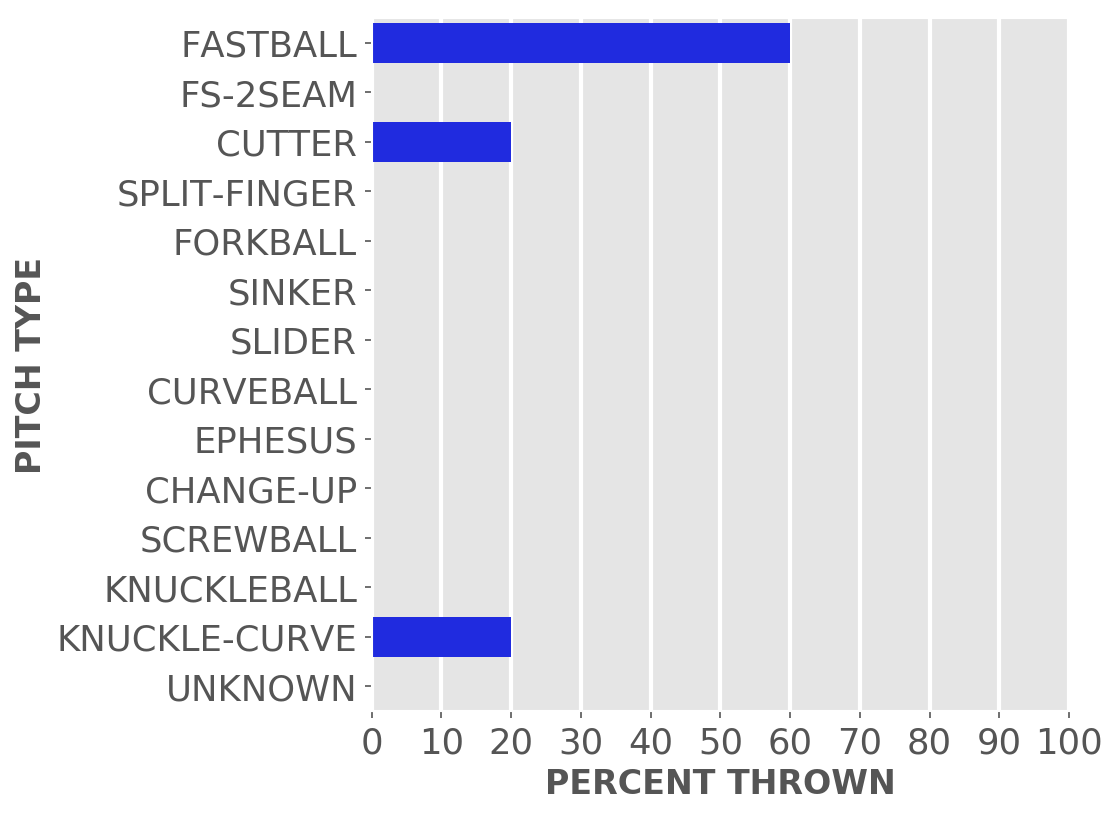 PITCH TYPE
FASTBALL
FS-2SEAM
CUTTER
SPLIT-FINGER
FORKBALL
SINKER
SLIDER
CURVEBALL
EPHESUS
CHANGE-UP
SCREWBALL
KNUCKLEBALL
KNUCKLE-CURVE
UNKNOWN
0 10 20 30 40 50 60 70 80 90 100
PERCENT THROWN